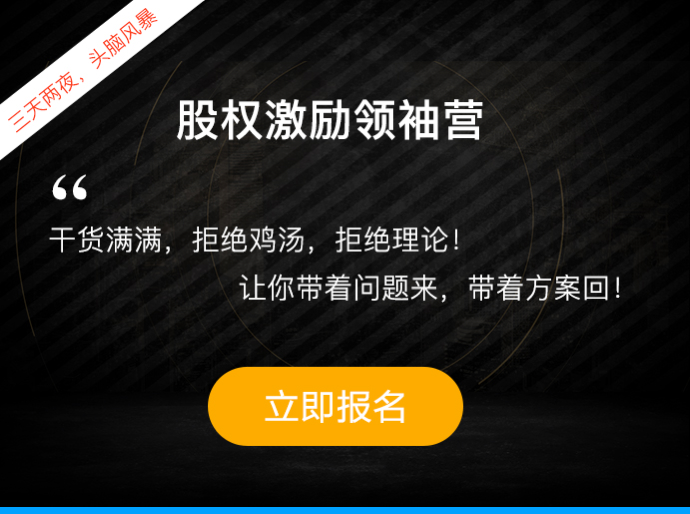 三天两夜，头脑风暴
股权激励领袖营
“
干货满满，拒绝鸡汤，拒绝理论！
让你带着问题来，带着方案回！
立即报名